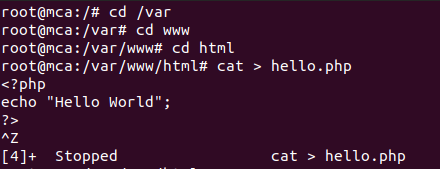 root@mca:/# cd /var
root@mca:/var# cd www
root@mca:/var/www# cd html
root@mca:/var/www/html# cat > hello.php
<?php
echo "Hello World";
?>
^Z
[4]+  Stopped                 cat > hello.php